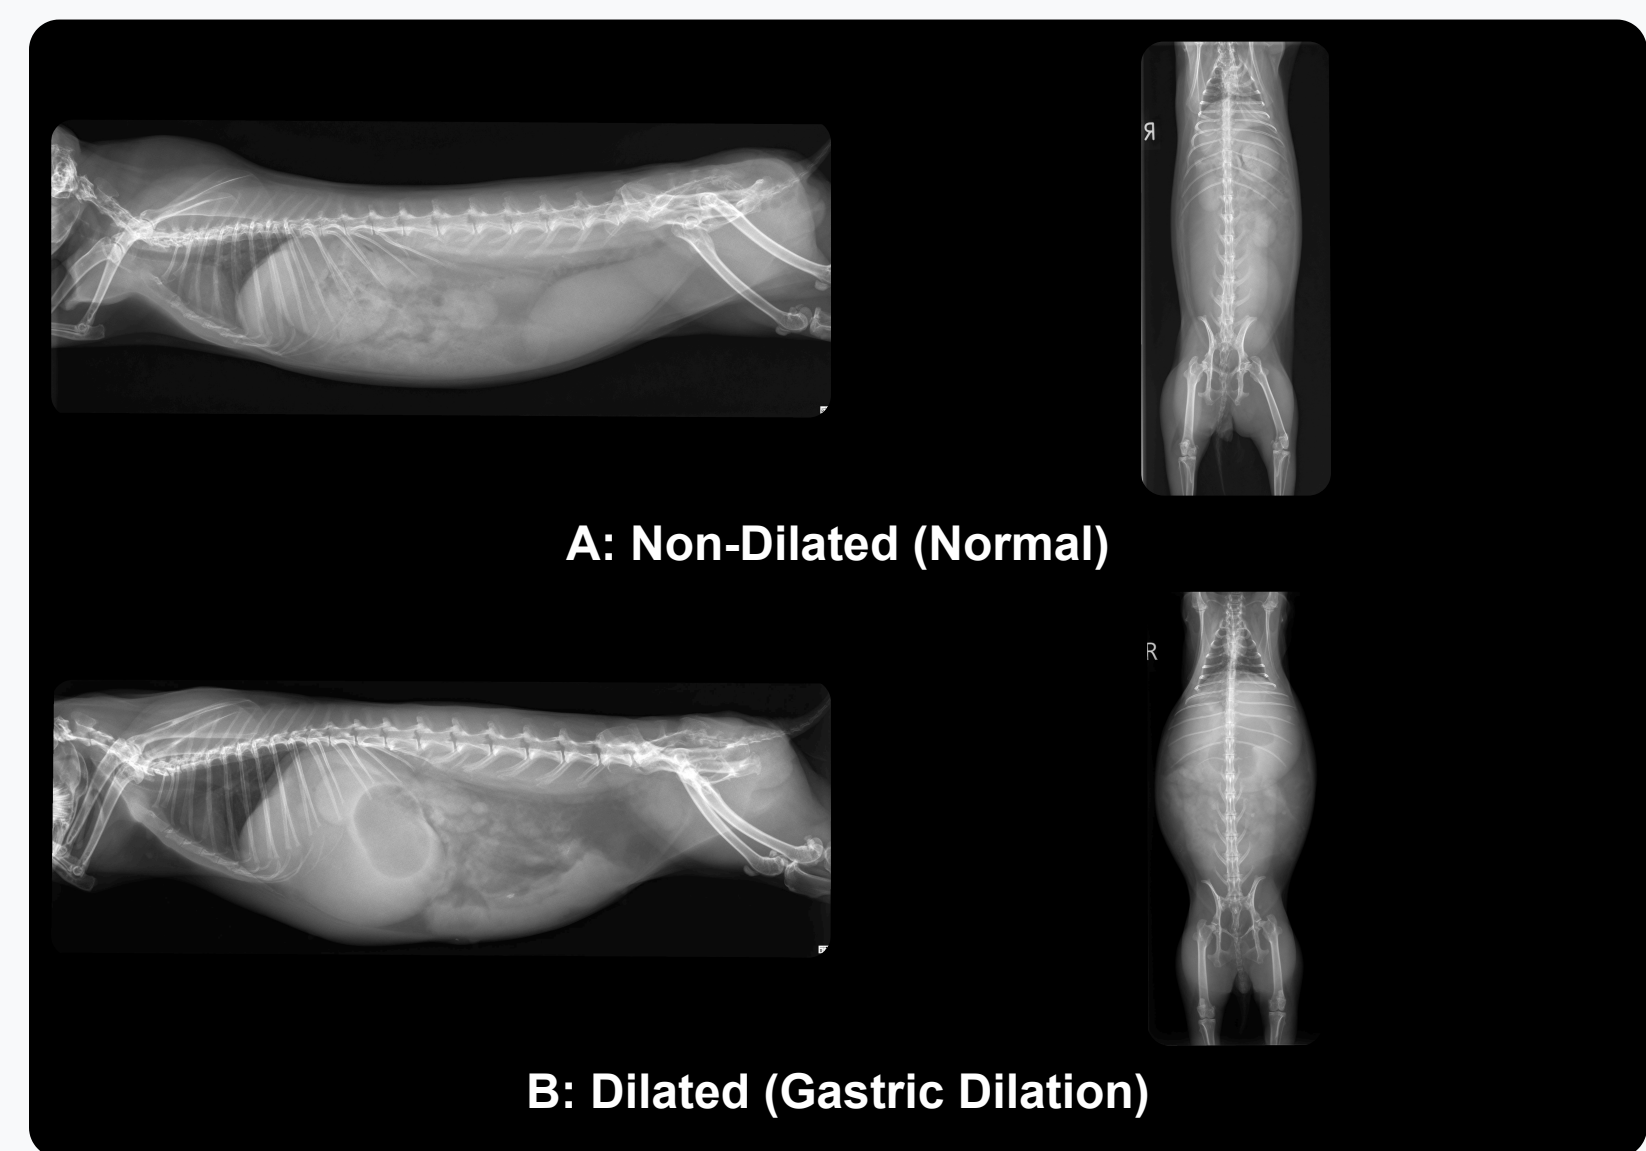 R
A: Non-Dilated (Normal)
R
B: Dilated (Gastric Dilation)